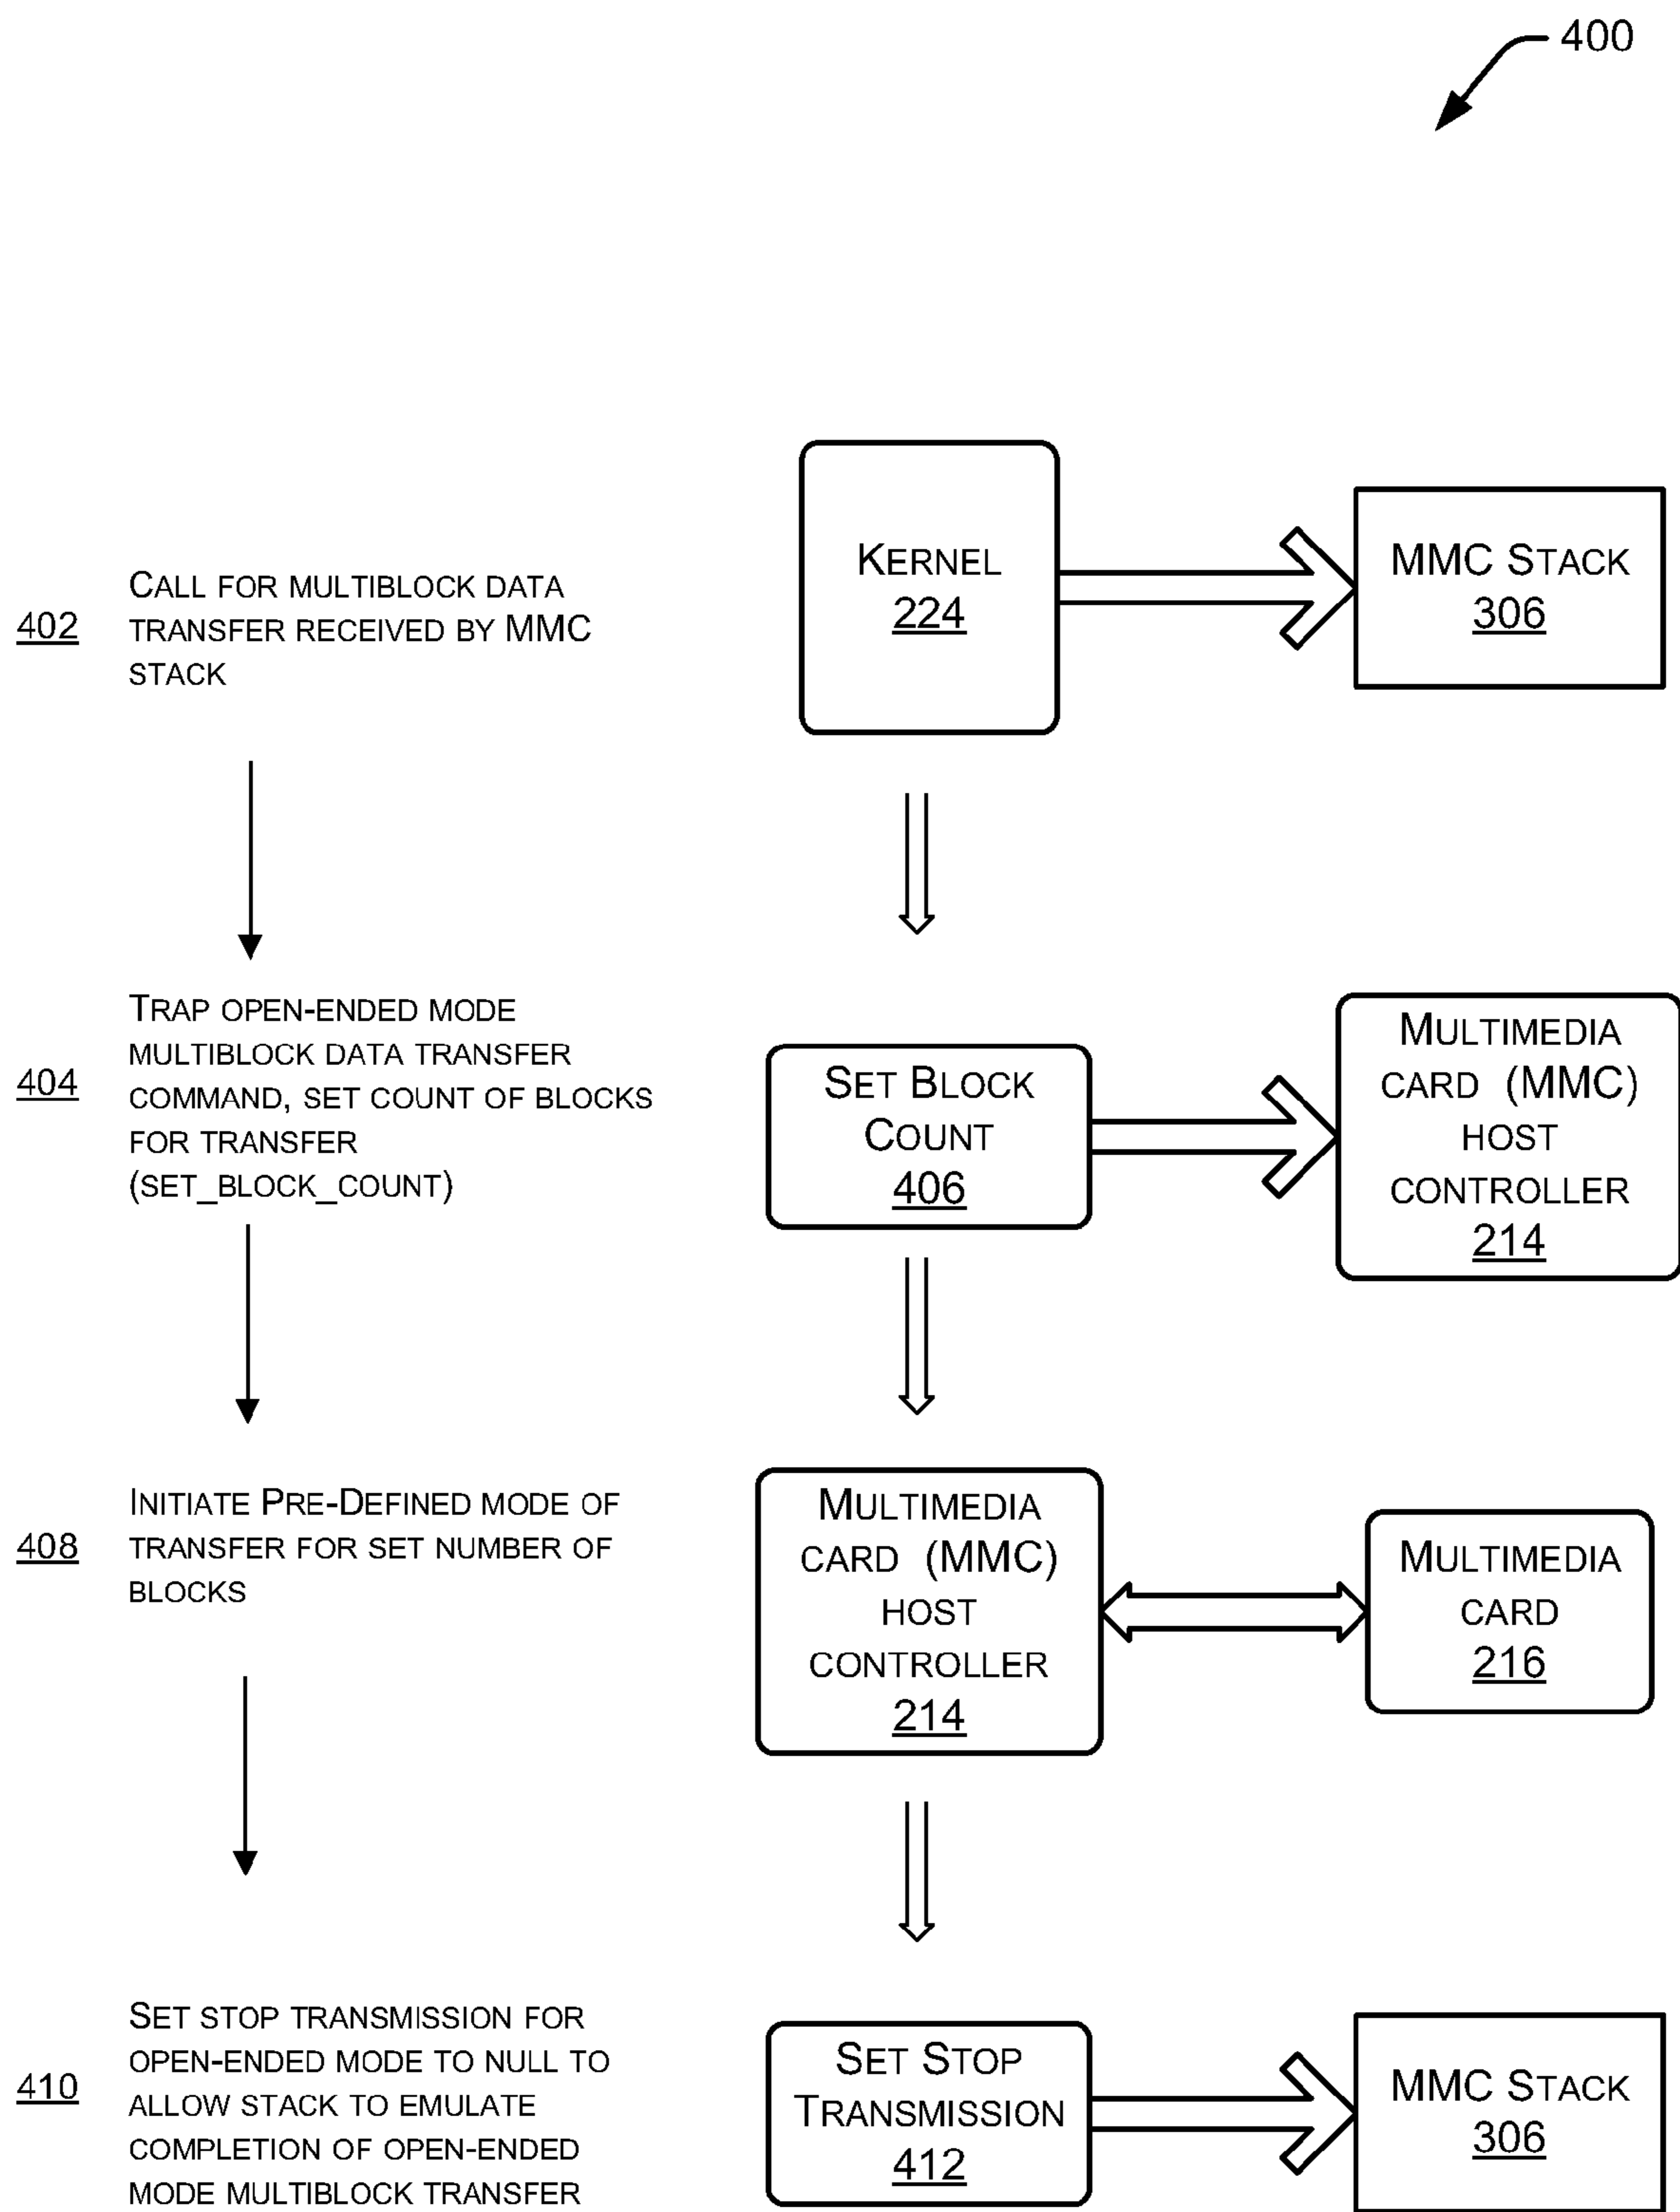 400
Kernel
224
MMC Stack
306
402
Call for multiblock data
transfer received by MMC
stack
404
Trap open-ended mode
multiblock data transfer
command, set count of blocks
for transfer
(set_block_count)
Set Block
Count
406
Multimedia
card (MMC)
host
controller
214
408
Initiate Pre-Defined mode of
transfer for set number of
blocks
Multimedia
card (MMC)
host
controller
214
Multimedia
card
216
410
Set stop transmission for
open-ended mode to null to
allow stack to emulate
completion of open-ended
mode multiblock transfer
Set Stop
Transmission
412
MMC Stack
306